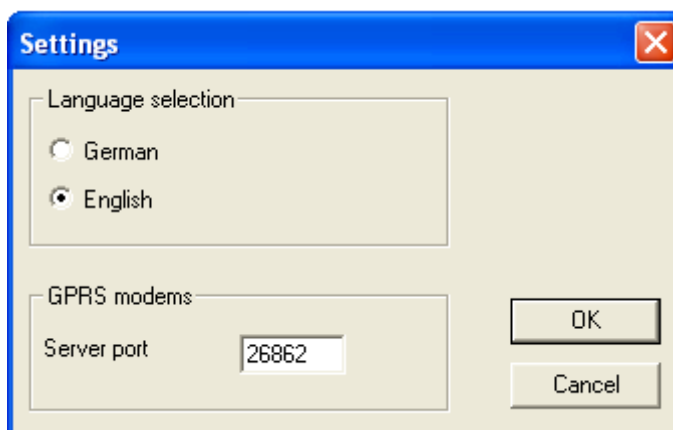 Settings
Language selection
German
English
GPRS modems
Server port 26862
OK
Cancel